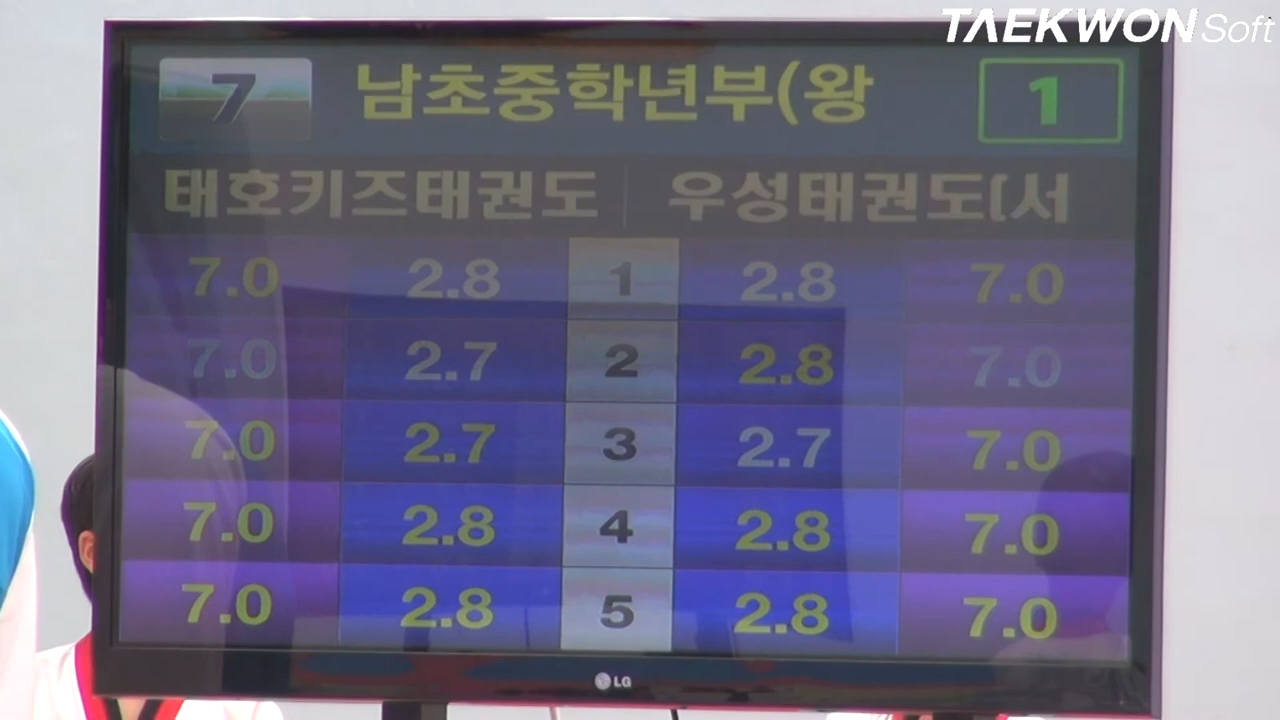 TAEKWON Soft
7 남초중학년부(왕 1
태호키즈태권도 우성태권도(서
7.0 2.8 1 2.8 7.0
7.0 2.7 2 2.8 7.0
7.0 2.7 3 2.7 7.0
7.0 2.8 4 2.8 7.0
7.0 2.8 5 2.8 7.0
LG